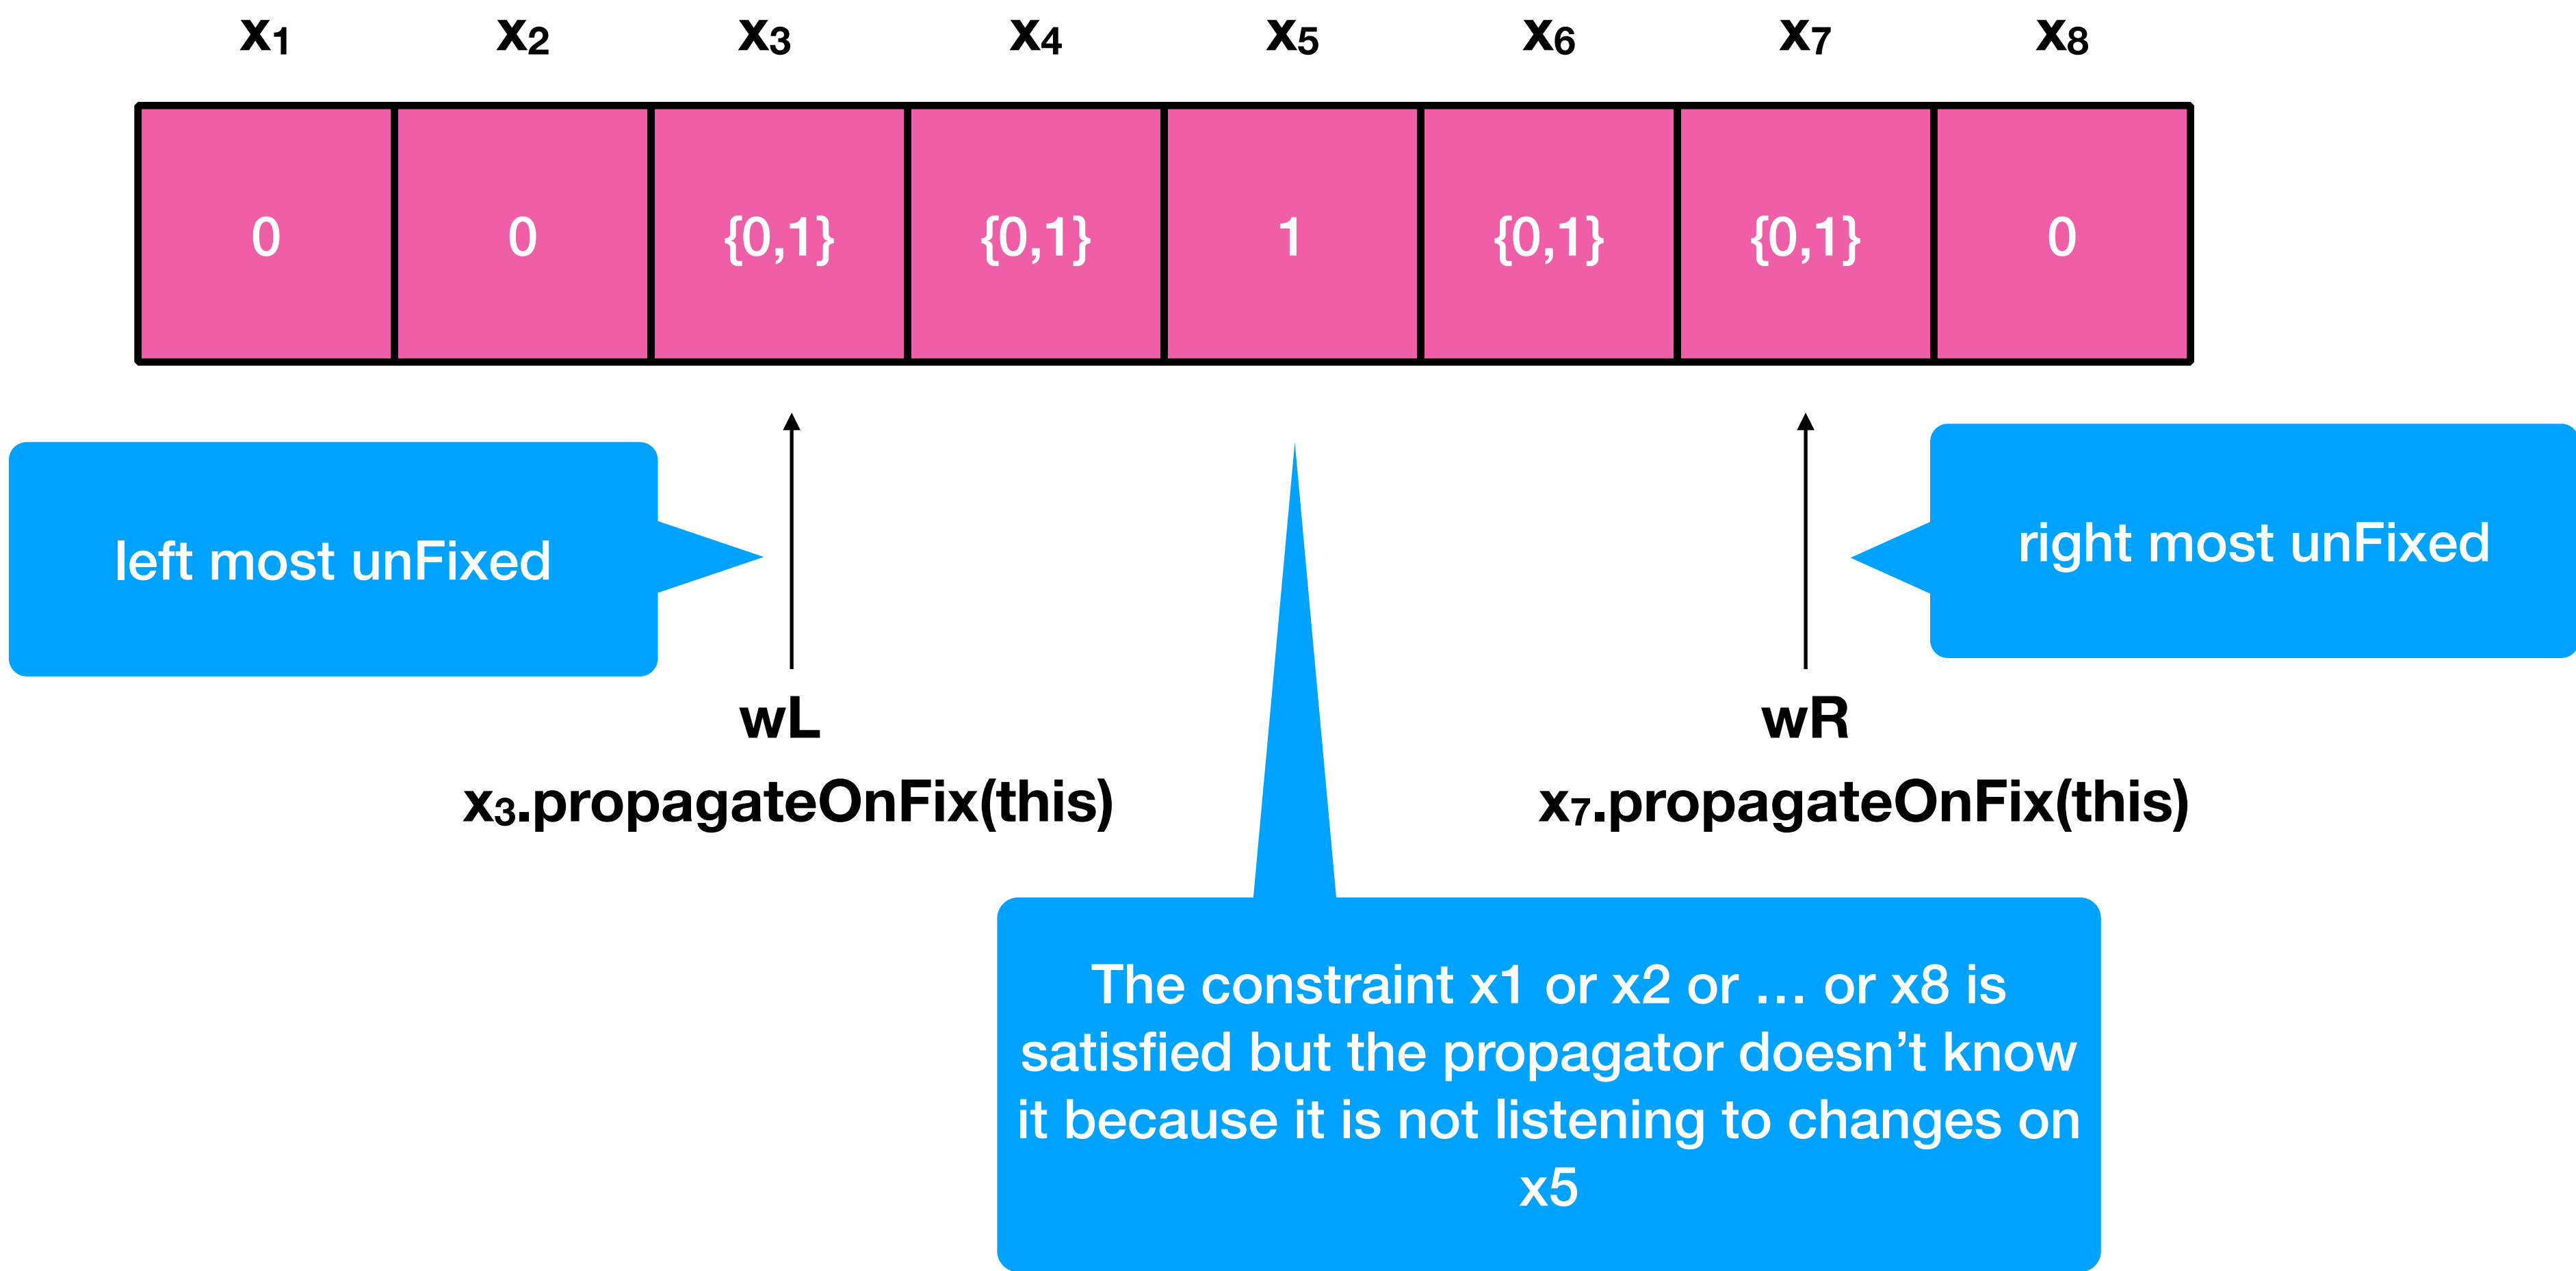 x₁ x₂ x₃ x₄ x₅ x₆ x₇ x₈
0 0 {0,1} {0,1} 1 {0,1} {0,1} 0
left most unFixed
right most unFixed
wL
wR
x₃.propagateOnFix(this)
x₇.propagateOnFix(this)
The constraint x1 or x2 or … or x8 is
satisfied but the propagator doesn’t know
it because it is not listening to changes on
x5